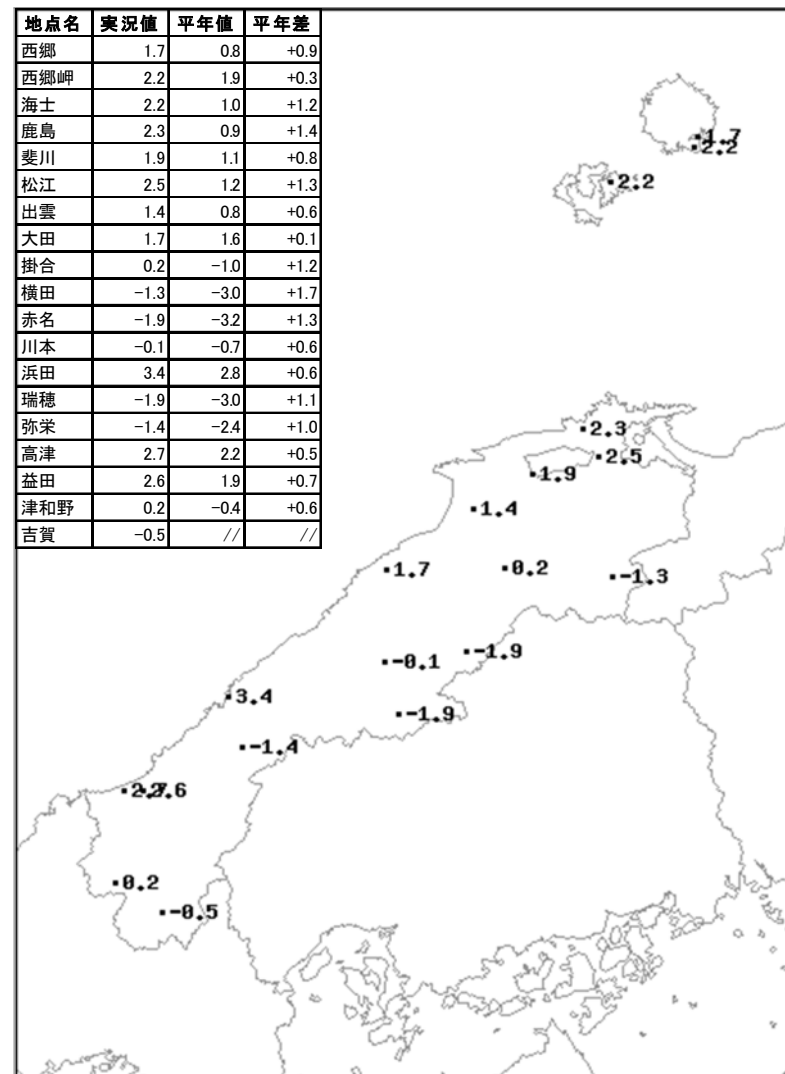 地点名 実況値 平年値 平年差
西郷 1.7 0.8 +0.9
西郷岬 2.2 1.9 +0.3
海士 2.2 1.0 +1.2
鹿島 2.3 0.9 +1.4
斐川 1.9 1.1 +0.8
松江 2.5 1.2 +1.3
出雲 1.4 0.8 +0.6
大田 1.7 1.6 +0.1
掛合 0.2 -1.0 +1.2
横田 -1.3 -3.0 +1.7
赤名 -1.9 -3.2 +1.3
川本 -0.1 -0.7 +0.6
浜田 3.4 2.8 +0.6
瑞穂 -1.9 -3.0 +1.1
弥栄 -1.4 -2.4 +1.0
高津 2.7 2.2 +0.5
益田 2.6 1.9 +0.7
津和野 0.2 -0.4 +0.6
吉賀 -0.5 // //
1.7
2.2
2.2
2.3
2.5
1.9
1.4
1.7
0.2
-1.3
-1.9
-0.1
3.4
-1.9
-1.4
2.7
2.6
0.2
-0.5